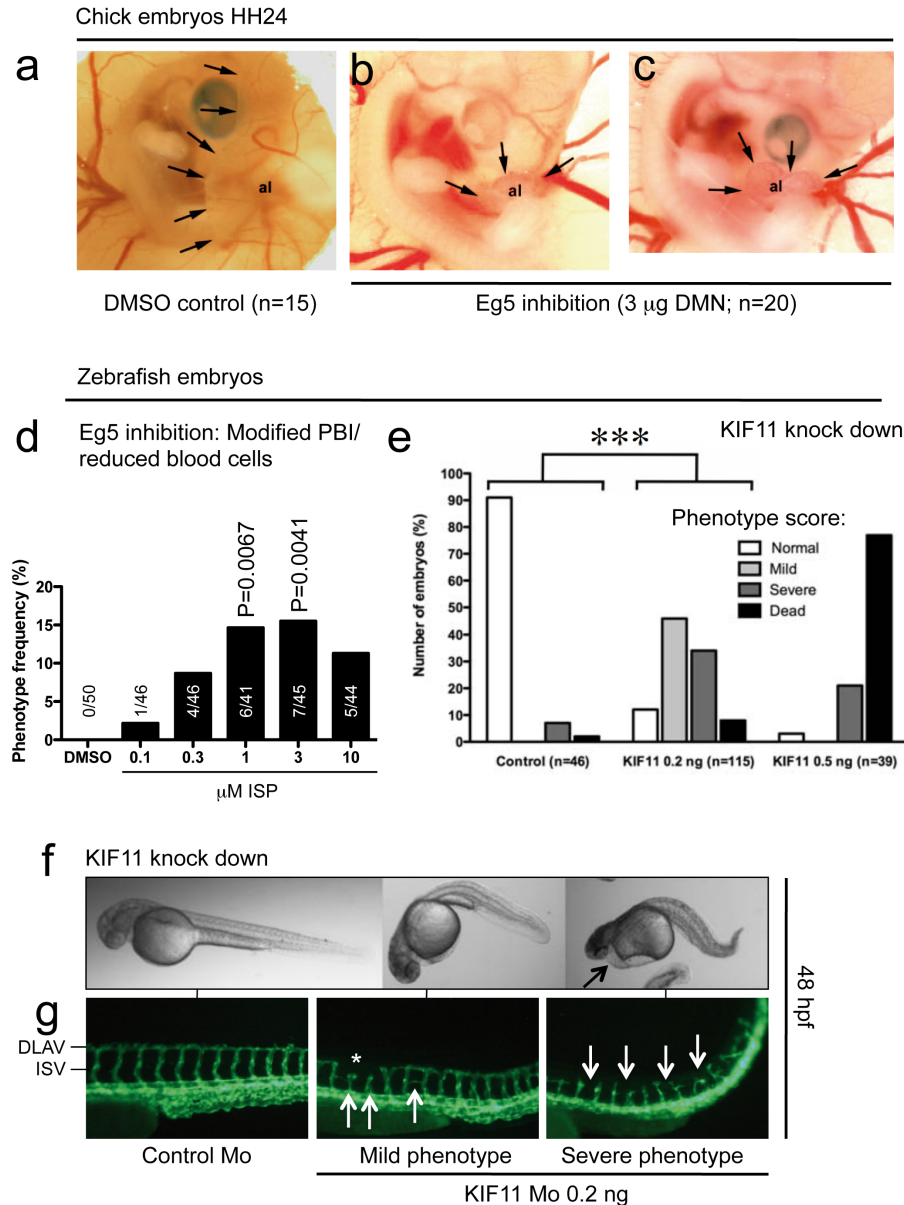 Chick embryos HH24
a
b
c
al
al
al
DMSO control (n=15)
Eg5 inhibition (3 μg DMN; n=20)
Zebrafish embryos
d
Eg5 inhibition: Modified PBI/
reduced blood cells
Phenotype frequency (%)
20
15
10
5
0
P=0.0067
P=0.0041
0/50
1/46
4/46
6/41
7/45
5/44
DMSO
0.1
0.3
1
3
10
μM ISP
e
KIF11 knock down
***
Number of embryos (%)
100
90
80
70
60
50
40
30
20
10
0
Phenotype score:
Normal
Mild
Severe
Dead
Control (n=46)
KIF11 0.2 ng (n=115)
KIF11 0.5 ng (n=39)
f
KIF11 knock down
g
DLAV
ISV
*
48 hpf
Control Mo
Mild phenotype
Severe phenotype
KIF11 Mo 0.2 ng